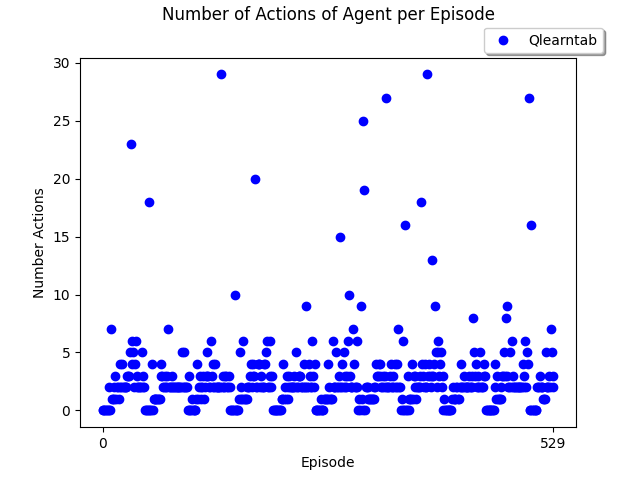 Number of Actions of Agent per Episode
Qlearntab
30
25
20
15
10
5
0
Number Actions
0 529
Episode